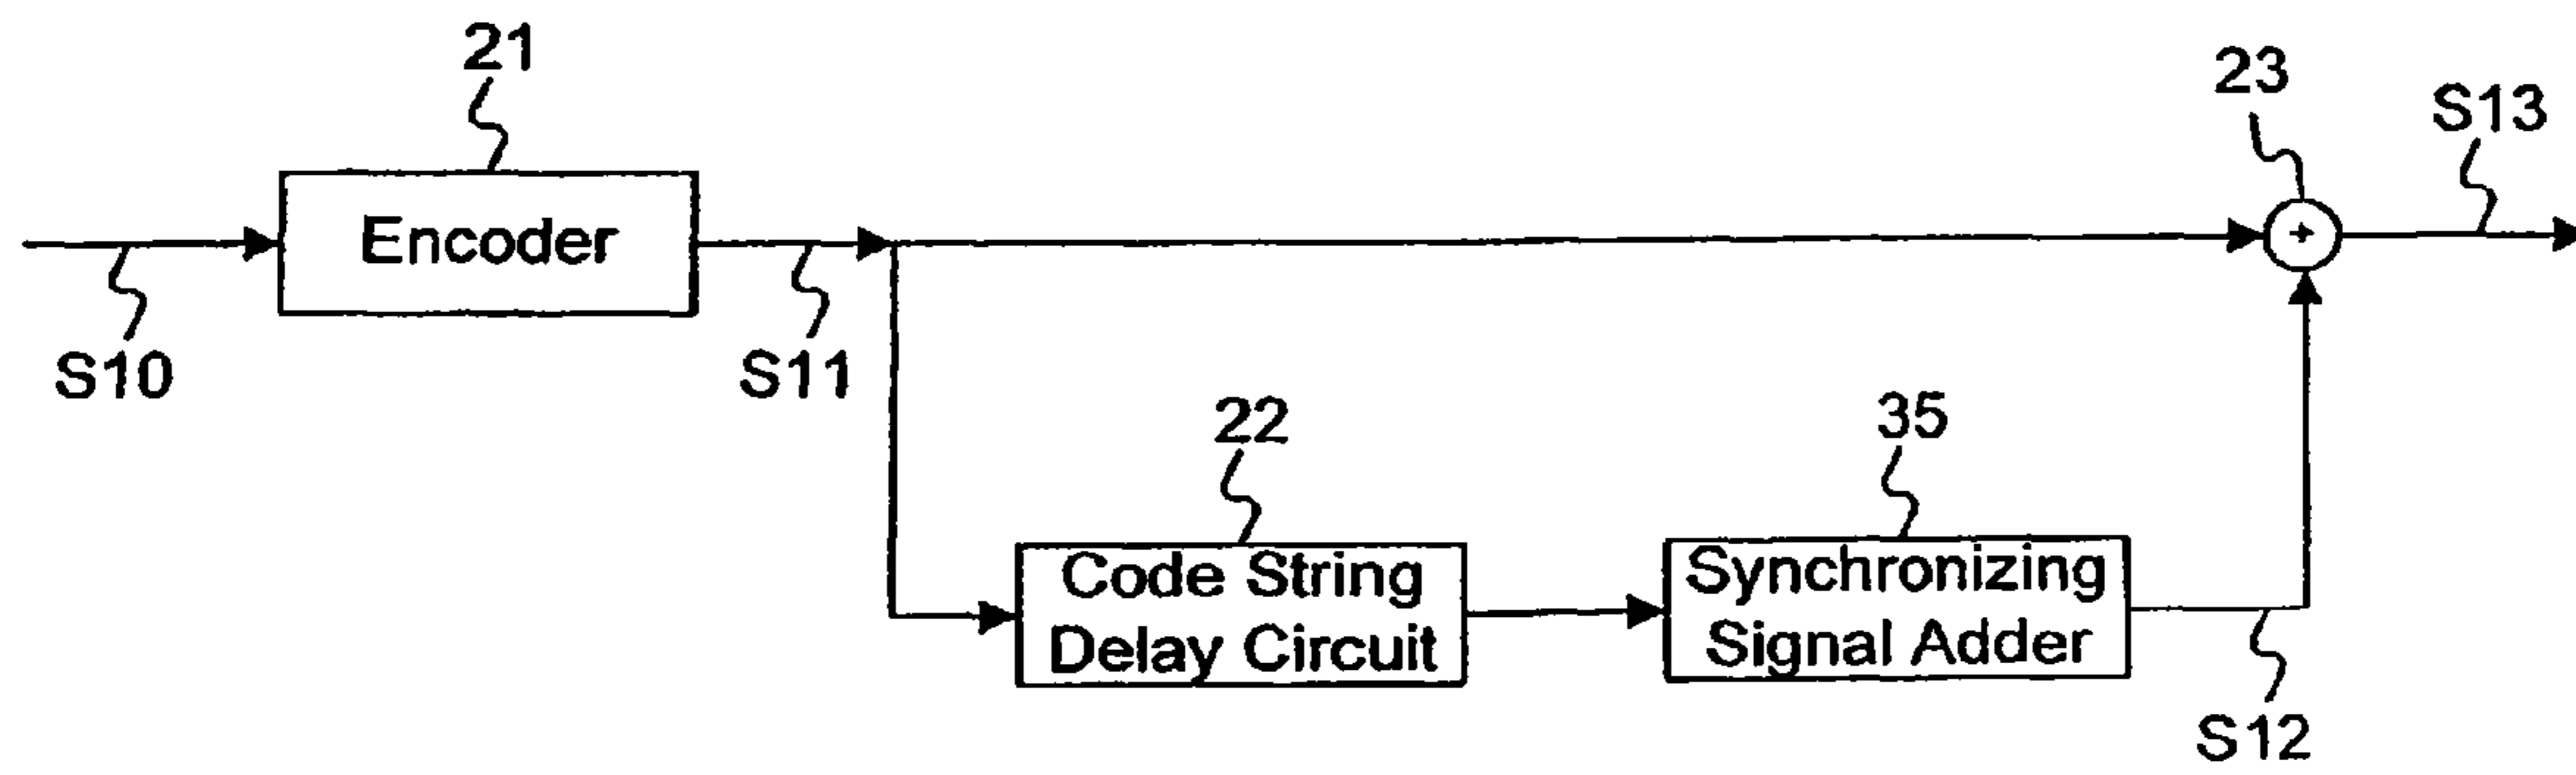 21
23
S13
Encoder
+
S10
S11
22
35
Code String
Delay Circuit
Synchronizing
Signal Adder
S12